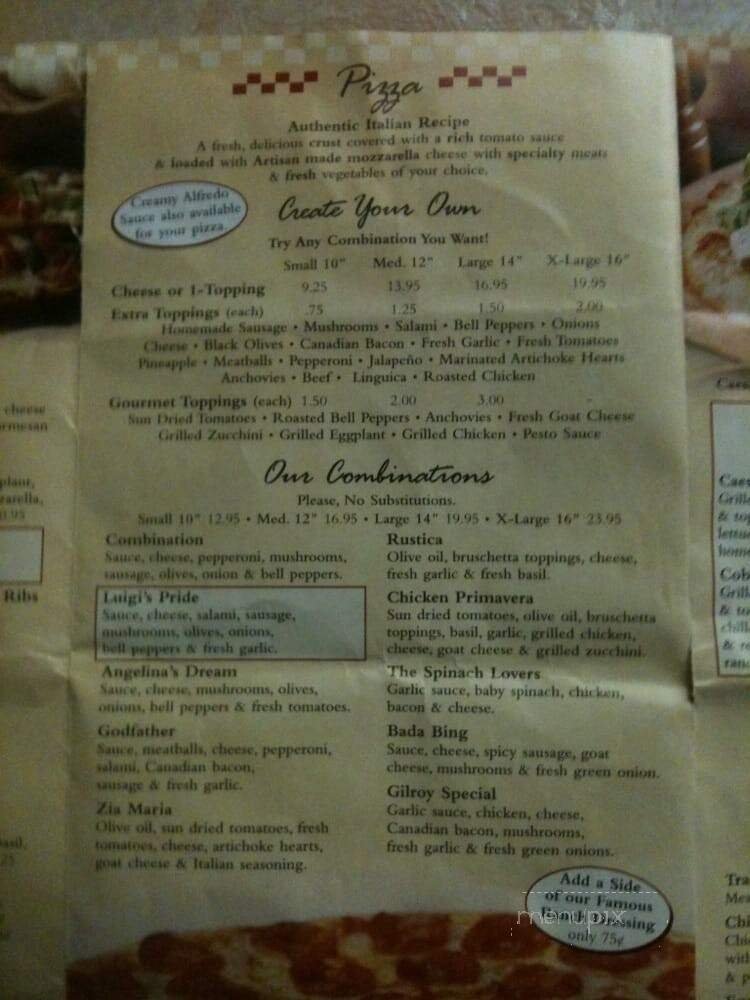 Pizza
Authentic Italian Recipe
A fresh, delicious crust covered with a rich tomato sauce
& loaded with Artisan made mozzarella cheese with specialty meats
& fresh vegetables of your choice.
Creamy Alfredo
Sauce also available
for your pizza.
Create Your Own
Try Any Combination You Want!
Small 10" Med. 12" Large 14" X-Large 16"
Cheese or 1-Topping 9.25 13.95 16.95 19.95
Extra Toppings (each) .75 1.25 1.50 2.00
Homemade Sausage • Mushrooms • Salami • Bell Peppers • Onions
Cheese • Black Olives • Canadian Bacon • Fresh Garlic • Fresh Tomatoes
Pineapple • Meatballs • Pepperoni • Jalapeño • Marinated Artichoke Hearts
Anchovies • Beef • Linguica • Roasted Chicken
Gourmet Toppings (each) 1.50 2.00 3.00 -
Sun Dried Tomatoes • Roasted Bell Peppers • Anchovies • Fresh Goat Cheese
Grilled Zucchini • Grilled Eggplant • Grilled Chicken • Pesto Sauce
Our Combinations
Please, No Substitutions.
Small 10" 12.95 • Med. 12" 16.95 • Large 14" 19.95 • X-Large 16" 23.95
Combination
Sauce, cheese, pepperoni, mushrooms,
sausage, olives, onion & bell peppers.
Luigi's Pride
Sauce, cheese, salami, sausage,
mushrooms, olives, onions,
bell peppers & fresh garlic.
Angelina's Dream
Sauce, cheese, mushrooms, olives,
onions, bell peppers & fresh tomatoes.
Godfather
Sauce, meatballs, cheese, pepperoni,
salami, Canadian bacon,
sausage & fresh garlic.
Zia Maria
Olive oil, sun dried tomatoes, fresh
tomatoes, cheese, artichoke hearts,
goat cheese & Italian seasoning.
Rustica
Olive oil, bruschetta toppings, cheese,
fresh garlic & fresh basil.
Chicken Primavera
Sun dried tomatoes, olive oil, bruschetta
toppings, basil, garlic, grilled chicken,
cheese, goat cheese & grilled zucchini.
The Spinach Lovers
Garlic sauce, baby spinach, chicken,
bacon & cheese.
Bada Bing
Sauce, cheese, spicy sausage, goat
cheese, mushrooms & fresh green onion.
Gilroy Special
Garlic sauce, chicken, cheese,
Canadian bacon, mushrooms,
fresh garlic & fresh green onions.
Add a Side
of our Famous
Ranch Dressing
only 75¢
menupix
cheese
Ribs